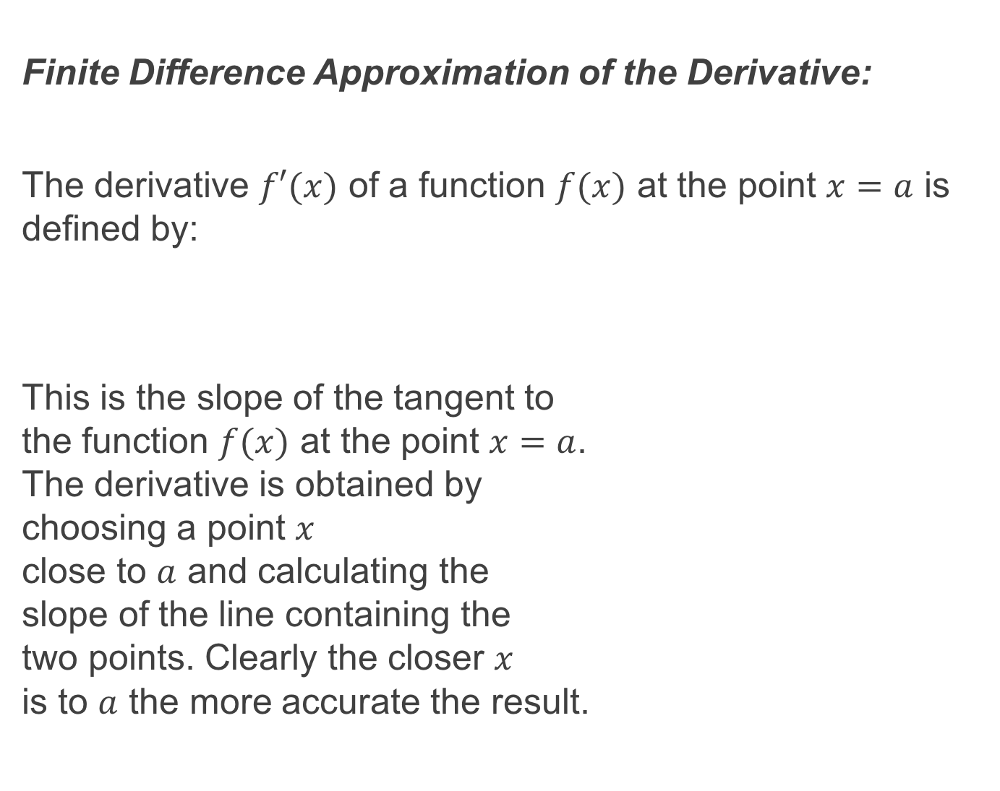 Finite Difference Approximation of the Derivative:
The derivative f′(x) of a function f(x) at the point x = a is
defined by:
This is the slope of the tangent to
the function f(x) at the point x = a.
The derivative is obtained by
choosing a point x
close to a and calculating the
slope of the line containing the
two points. Clearly the closer x
is to a the more accurate the result.